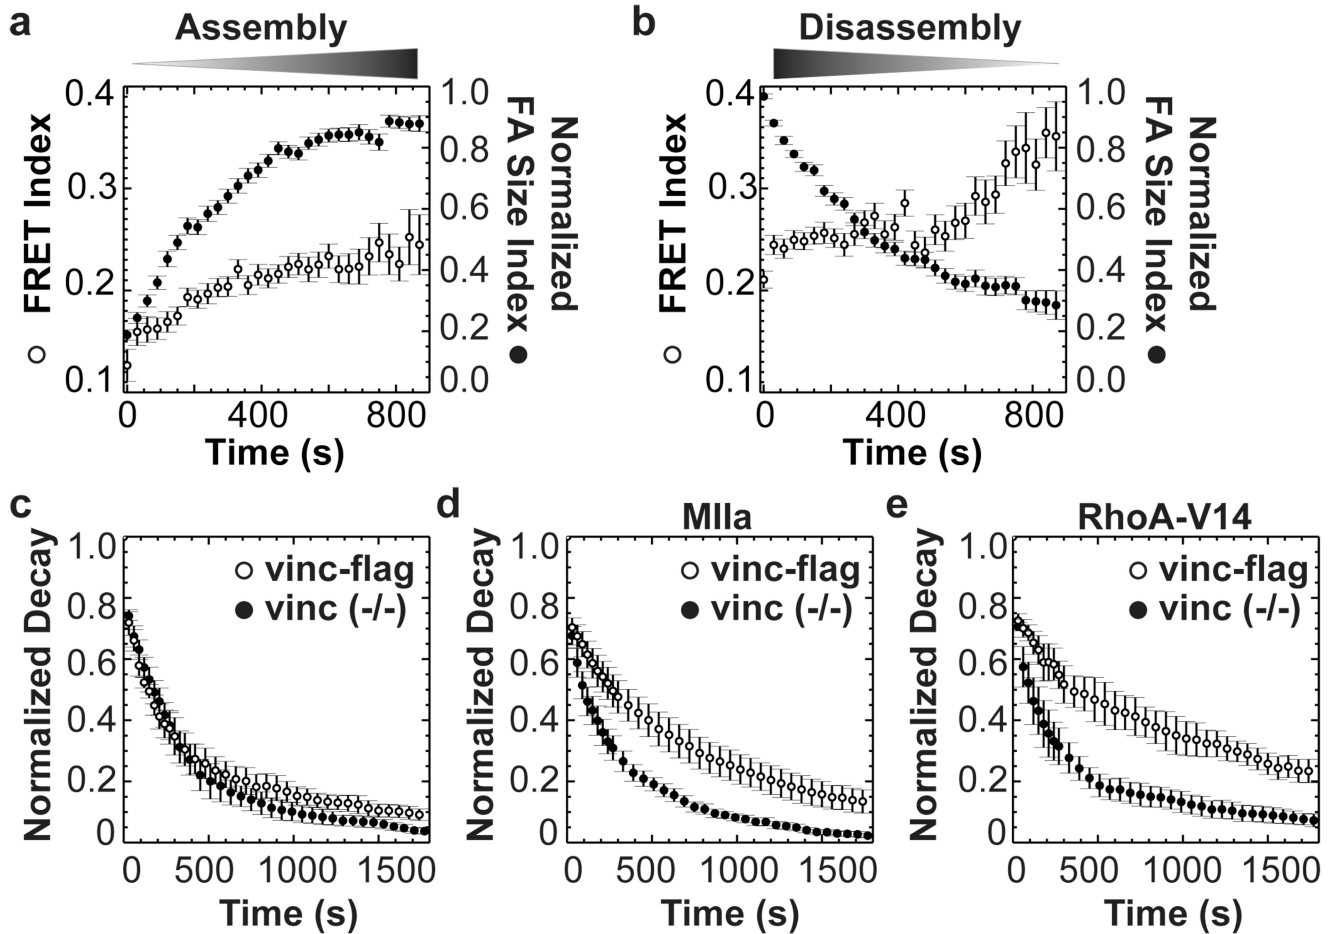 a
Assembly
0.4
0.3
0.2
0.1
FRET Index
1.0
0.8
0.6
0.4
0.2
0.0
Normalized
FA Size Index
0
400
800
Time (s)
b
Disassembly
0.4
0.3
0.2
0.1
FRET Index
1.0
0.8
0.6
0.4
0.2
0.0
Normalized
FA Size Index
0
400
800
Time (s)
c
Normalized Decay
1.0
0.8
0.6
0.4
0.2
0
vinc-flag
vinc (-/-)
0 500 1000 1500
Time (s)
d
MIIa
Normalized Decay
1.0
0.8
0.6
0.4
0.2
0
vinc-flag
vinc (-/-)
0 500 1000 1500
Time (s)
e
RhoA-V14
Normalized Decay
1.0
0.8
0.6
0.4
0.2
0
vinc-flag
vinc (-/-)
0 500 1000 1500
Time (s)